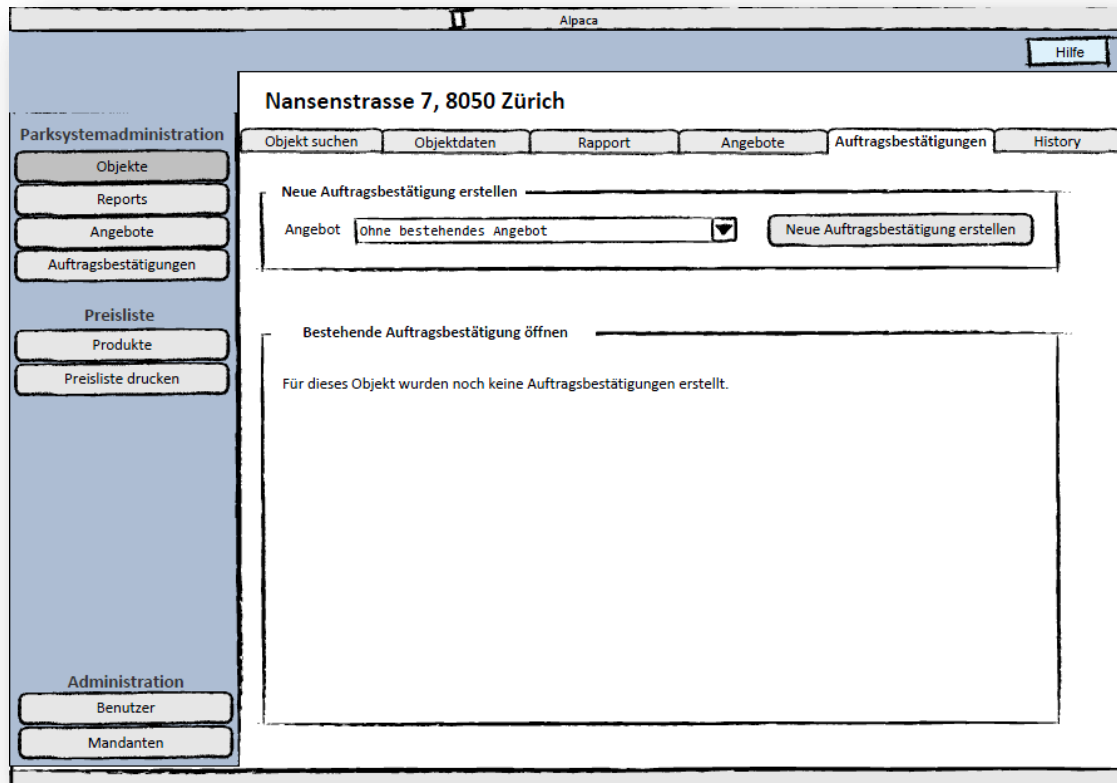 Alpaca
Hilfe
Nansenstrasse 7, 8050 Zürich
Parksystemadministration
Objekte
Reports
Angebote
Auftragsbestätigungen
Preisliste
Produkte
Preisliste drucken
Administration
Benutzer
Mandanten
Objekt suchen Objektdaten Rapport Angebote Auftragsbestätigungen History
Neue Auftragsbestätigung erstellen
Angebot Ohne bestehendes Angebot Neue Auftragsbestätigung erstellen
Bestehende Auftragsbestätigung öffnen
Für dieses Objekt wurden noch keine Auftragsbestätigungen erstellt.